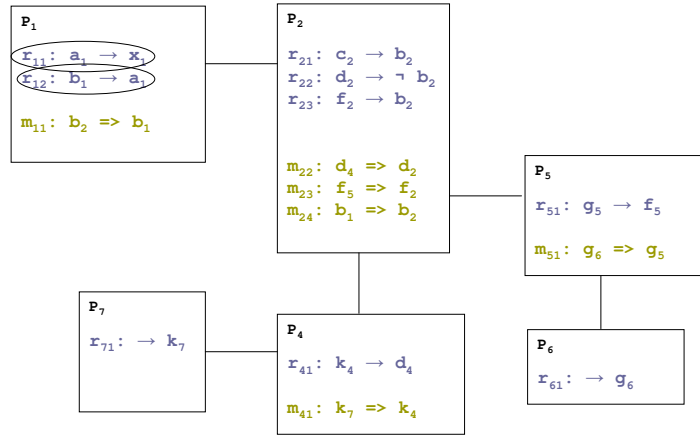 P₁
r₁₁: a₁ → x₁
r₁₂: b₁ → a₁
m₁₁: b₂ => b₁
P₂
r₂₁: c₂ → b₂
r₂₂: d₂ → ¬ b₂
r₂₃: f₂ → b₂
m₂₂: d₄ => d₂
m₂₃: f₅ => f₂
m₂₄: b₁ => b₂
P₅
r₅₁: g₅ → f₅
m₅₁: g₆ => g₅
P₇
r₇₁: → k₇
P₄
r₄₁: k₄ → d₄
m₄₁: k₇ => k₄
P₆
r₆₁: → g₆